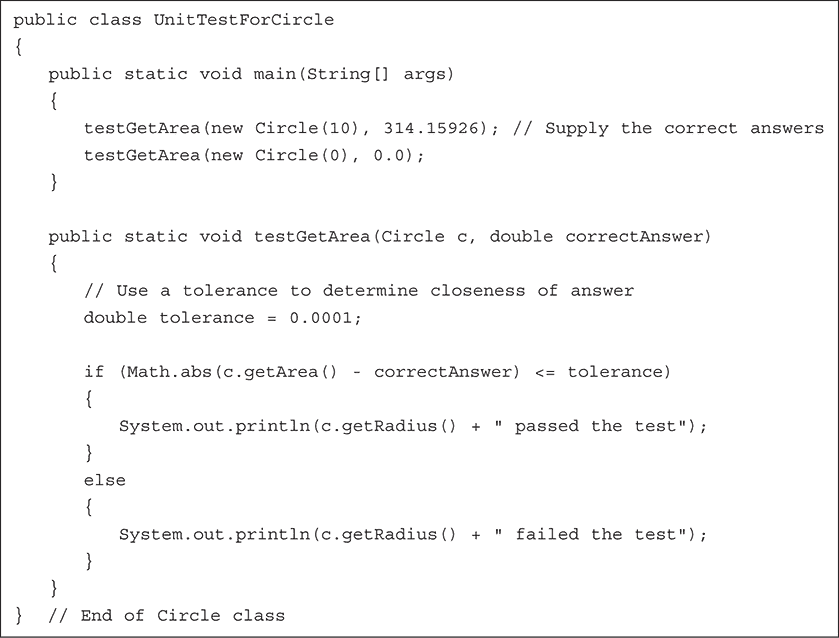 public class UnitTestForCircle
{
   public static void main(String[] args)
   {
      testGetArea(new Circle(10), 314.15926); // Supply the correct answers
      testGetArea(new Circle(0), 0.0);
   }

   public static void testGetArea(Circle c, double correctAnswer)
   {
      // Use a tolerance to determine closeness of answer
      double tolerance = 0.0001;

      if (Math.abs(c.getArea() - correctAnswer) <= tolerance)
      {
         System.out.println(c.getRadius() + " passed the test");
      }
      else
      {
         System.out.println(c.getRadius() + " failed the test");
      }
   }
}  // End of Circle class